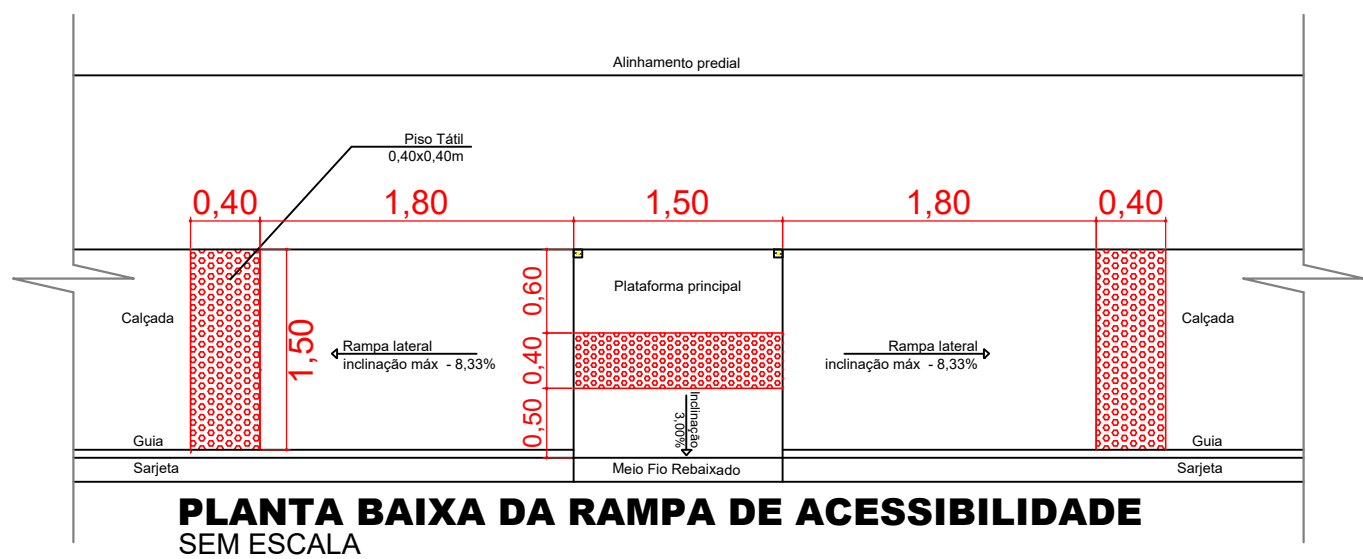 Alinhamento predial
Piso Tátil
0,40x0,40m
0,40
1,80
1,50
1,80
0,40
Calçada
1,50
Rampa lateral
inclinação máx - 8,33%
0,60
0,40
0,50
Plataforma principal
Inclinação
3,00%
Rampa lateral
inclinação máx - 8,33%
Calçada
Guia
Guia
Sarjeta
Meio Fio Rebaixado
Sarjeta
PLANTA BAIXA DA RAMPA DE ACESSIBILIDADE
SEM ESCALA